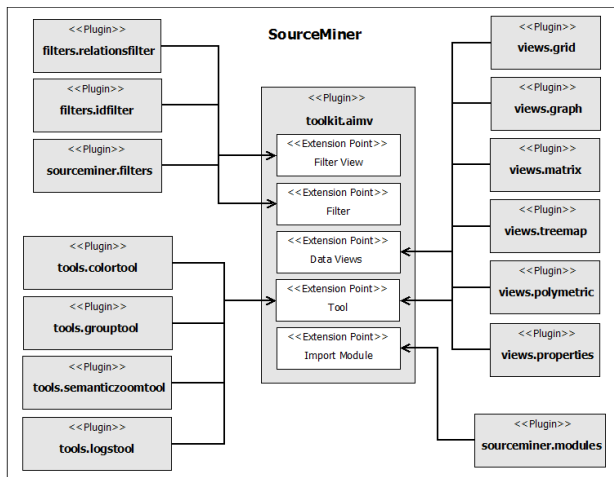 SourceMiner
<<Plugin>>
filters.relationsfilter
<<Plugin>>
filters.idfilter
<<Plugin>>
sourceminer.filters
<<Plugin>>
tools.colortool
<<Plugin>>
tools.grouptool
<<Plugin>>
tools.semanticzoomtool
<<Plugin>>
tools.logstool
<<Plugin>>
toolkit.aimv
<<Extension Point>>
Filter View
<<Extension Point>>
Filter
<<Extension Point>>
Data Views
<<Extension Point>>
Tool
<<Extension Point>>
Import Module
<<Plugin>>
views.grid
<<Plugin>>
views.graph
<<Plugin>>
views.matrix
<<Plugin>>
views.treemap
<<Plugin>>
views.polymetric
<<Plugin>>
views.properties
<<Plugin>>
sourceminer.modules